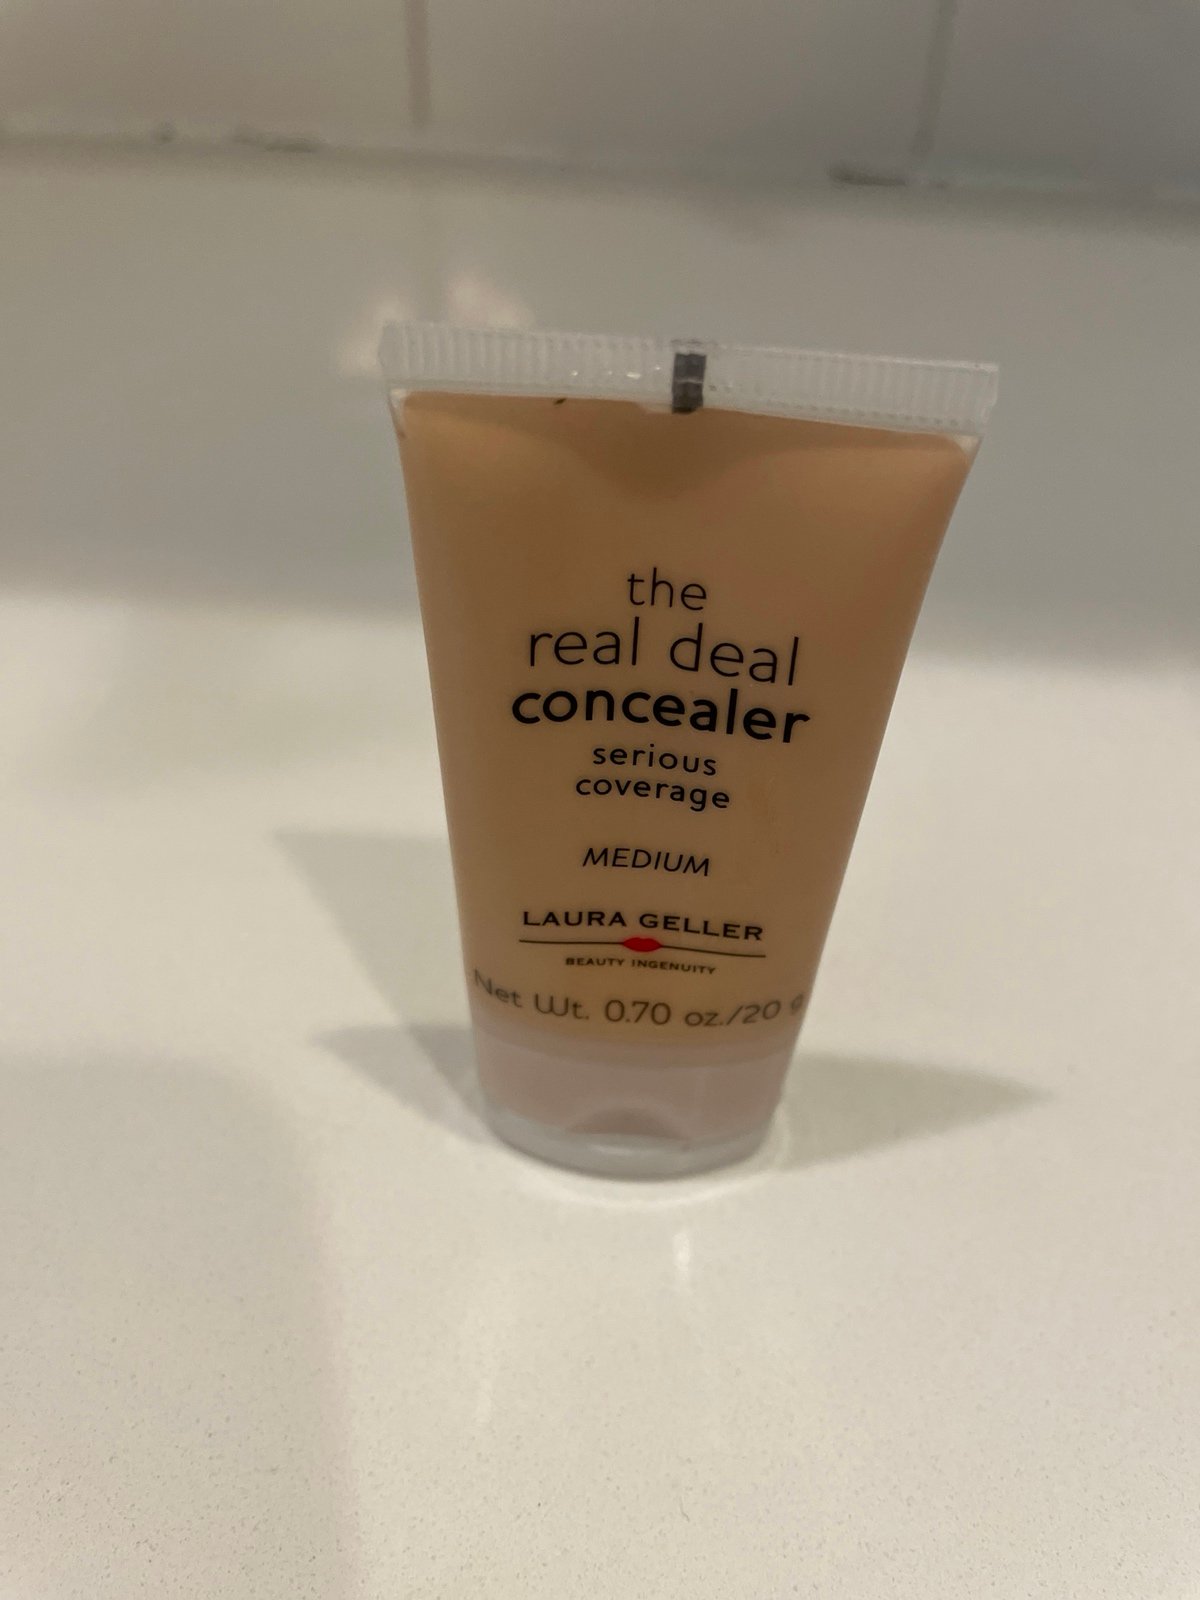 the
real deal
concealer
serious
coverage
MEDIUM
LAURA GELLER
BEAUTY INGENUITY
Net Wt. 0.70 oz./20 g